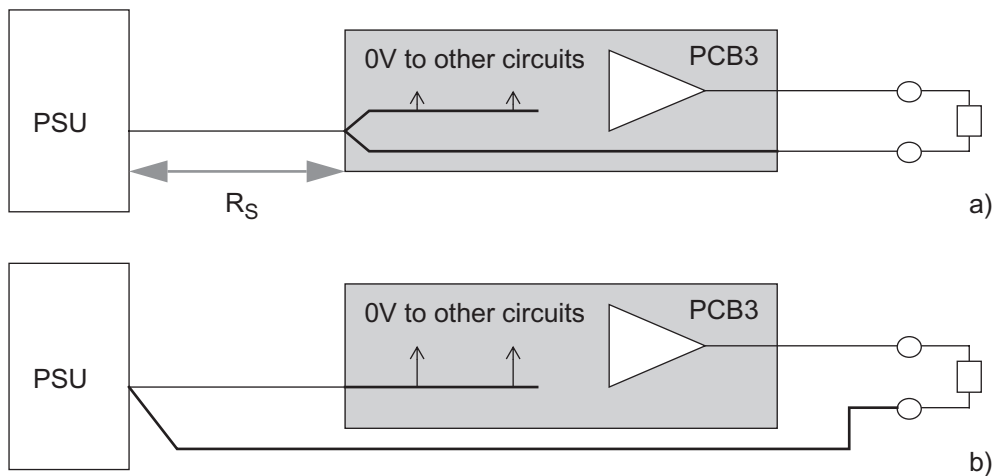 0V to other circuits
PCB3
PSU
R_S
a)
0V to other circuits
PCB3
PSU
b)